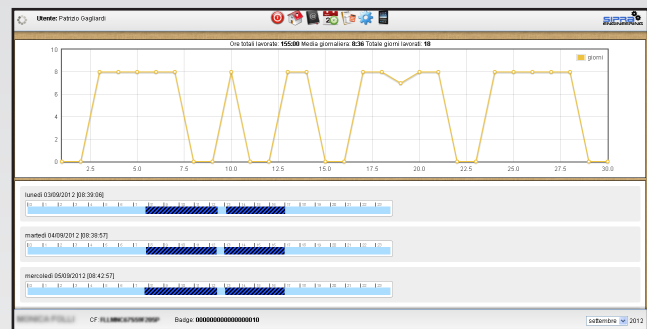 Utente: Patrizio Gagliardi
SIPAR
ENGINEERING
Ore totali lavorate: 155:00 Media giornaliera: 8:36 Totale giorni lavorati: 18
giorni
10
8
6
4
2
0
2.5 5.0 7.5 10.0 12.5 15.0 17.5 20.0 22.5 25.0 27.5 30.0
lunedì 03/09/2012 [08:39:06]
martedì 04/09/2012 [08:38:57]
mercoledì 05/09/2012 [08:42:57]
CF:
Badge: 000000000000000010
settembre 2012